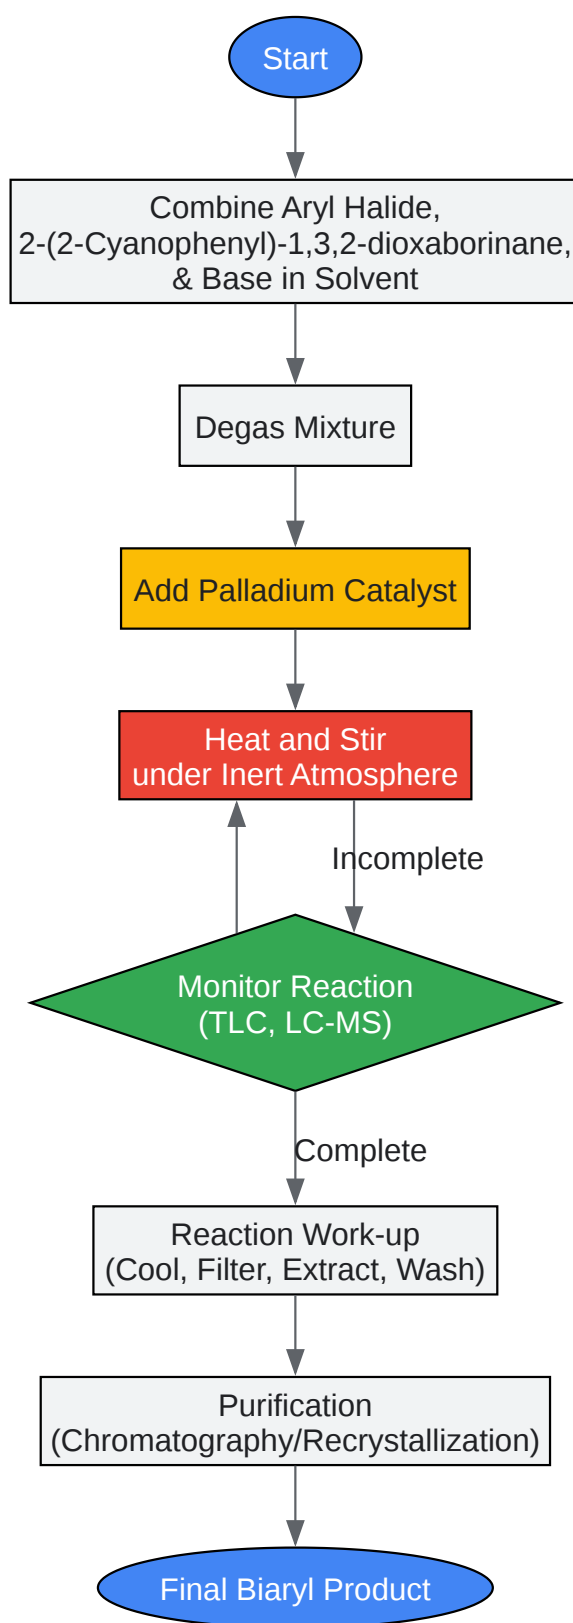 Start
Combine Aryl Halide,
2-(2-Cyanophenyl)-1,3,2-dioxaborinane,
& Base in Solvent
Degas Mixture
Add Palladium Catalyst
Heat and Stir
under Inert Atmosphere
Incomplete
Monitor Reaction
(TLC, LC-MS)
Complete
Reaction Work-up
(Cool, Filter, Extract, Wash)
Purification
(Chromatography/Recrystallization)
Final Biaryl Product